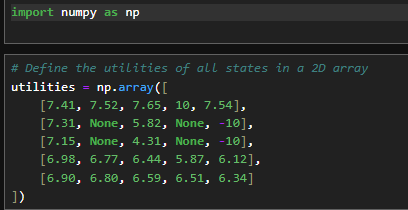 import numpy as np
# Define the utilities of all states in a 2D array
utilities = np.array([
    [7.41, 7.52, 7.65, 10, 7.54],
    [7.31, None, 5.82, None, -10],
    [7.15, None, 4.31, None, -10],
    [6.98, 6.77, 6.44, 5.87, 6.12],
    [6.90, 6.80, 6.59, 6.51, 6.34]
])